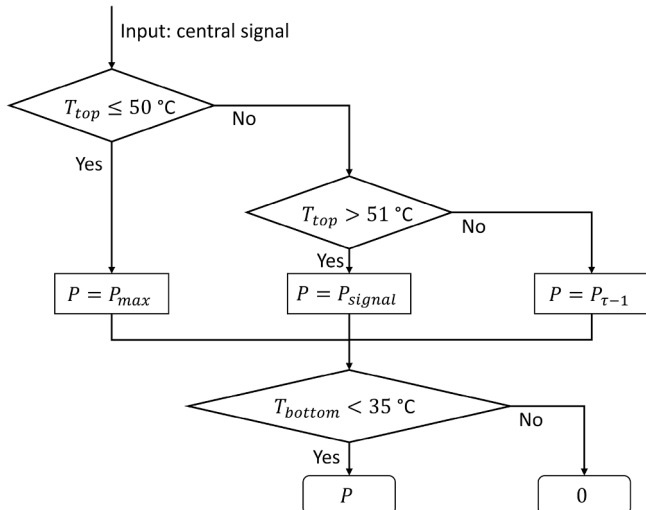 Input: central signal
T_top ≤ 50 °C
No
Yes
T_top > 51 °C
No
Yes
P = P_max
P = P_signal
P = P_τ−1
T_bottom < 35 °C
No
Yes
P
0